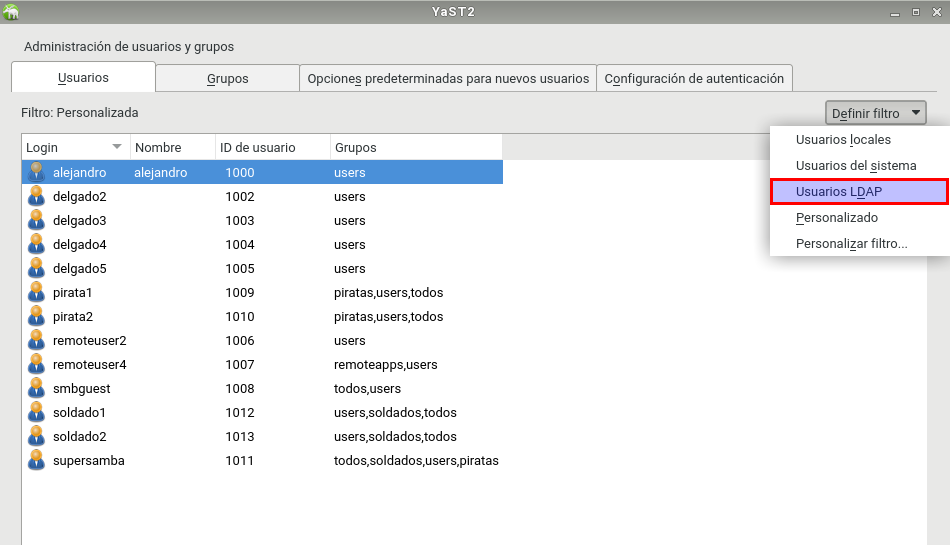 YaST2
Administración de usuarios y grupos
Usuarios
Grupos
Opciones predeterminadas para nuevos usuarios
Configuración de autenticación
Filtro: Personalizada
Definir filtro
Usuarios locales
Usuarios del sistema
Usuarios LDAP
Personalizado
Personalizar filtro...
Login Nombre ID de usuario Grupos
alejandro alejandro 1000 users
delgado2 1002 users
delgado3 1003 users
delgado4 1004 users
delgado5 1005 users
pirata1 1009 piratas,users,todos
pirata2 1010 piratas,users,todos
remoteuser2 1006 users
remoteuser4 1007 remoteapps,users
smbguest 1008 todos,users
soldado1 1012 users,soldados,todos
soldado2 1013 users,soldados,todos
supersamba 1011 todos,soldados,users,piratas